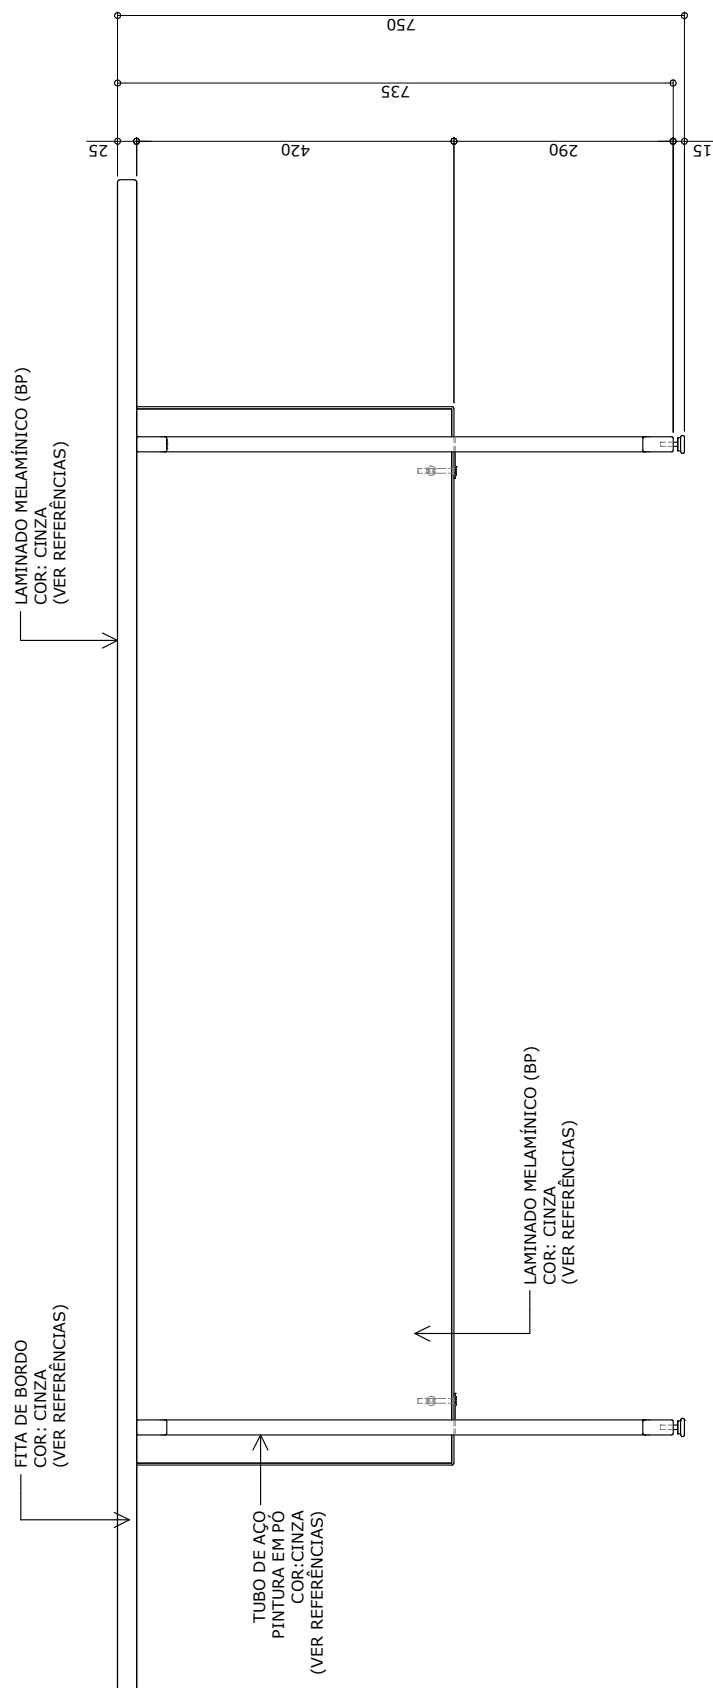 750
735
25
420
290
15
LAMINADO MELAMÍNICO (BP)
COR: CINZA
(VER REFERÊNCIAS)
LAMINADO MELAMÍNICO (BP)
COR: CINZA
(VER REFERÊNCIAS)
FITA DE BORDO
COR: CINZA
(VER REFERÊNCIAS)
TUBO DE AÇO
PINTURA EM PÓ
COR:CINZA
(VER REFERÊNCIAS)